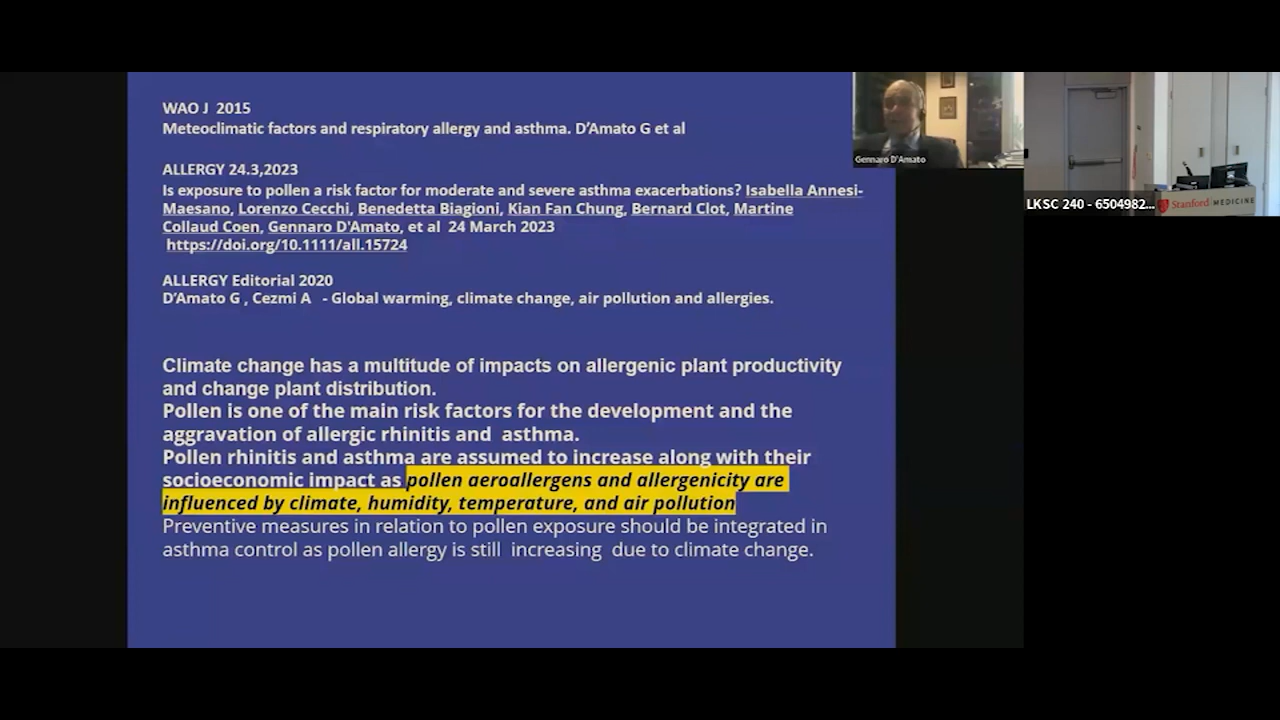 WAO J 2015
Meteoclimatic factors and respiratory allergy and asthma. D'Amato G et al
ALLERGY 24.3,2023
Is exposure to pollen a risk factor for moderate and severe asthma exacerbations? Isabella Annesi-
Maesano, Lorenzo Cecchi, Benedetta Biagioni, Kian Fan Chung, Bernard Clot, Martine
Collaud Coen, Gennaro D'Amato, et al 24 March 2023
https://doi.org/10.1111/all.15724
ALLERGY Editorial 2020
D'Amato G , Cezmi A - Global warming, climate change, air pollution and allergies.
Climate change has a multitude of impacts on allergenic plant productivity
and change plant distribution.
Pollen is one of the main risk factors for the development and the
aggravation of allergic rhinitis and asthma.
Pollen rhinitis and asthma are assumed to increase along with their
socioeconomic impact as pollen aeroallergens and allergenicity are
influenced by climate, humidity, temperature, and air pollution
Preventive measures in relation to pollen exposure should be integrated in
asthma control as pollen allergy is still increasing due to climate change.
Gennaro D'Amato
LKSC 240 - 6504982...
Stanford MEDICINE